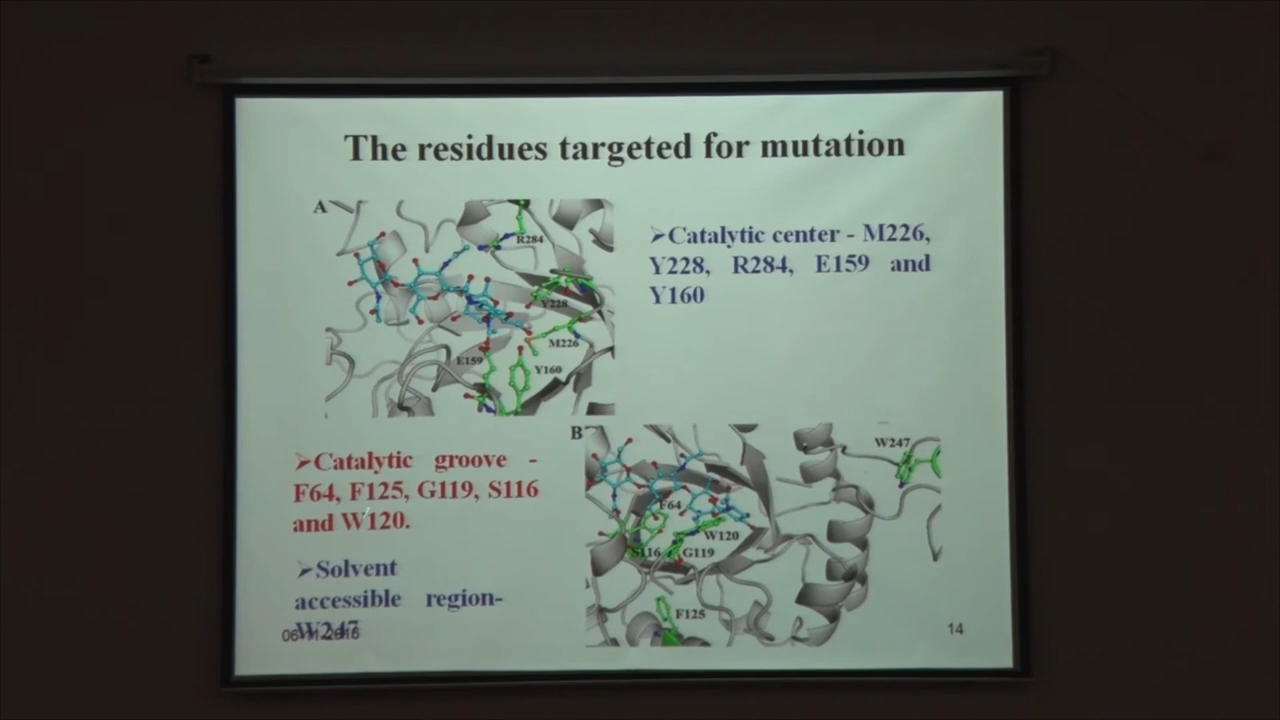 The residues targeted for mutation
A
R284
Y228
M226
E159
Y160
➢Catalytic center - M226,
Y228, R284, E159 and
Y160
➢Catalytic groove -
F64, F125, G119, S116
and W120.
➢Solvent
accessible region-
W247
B
W247
F64
W120
S116
G119
F125
14